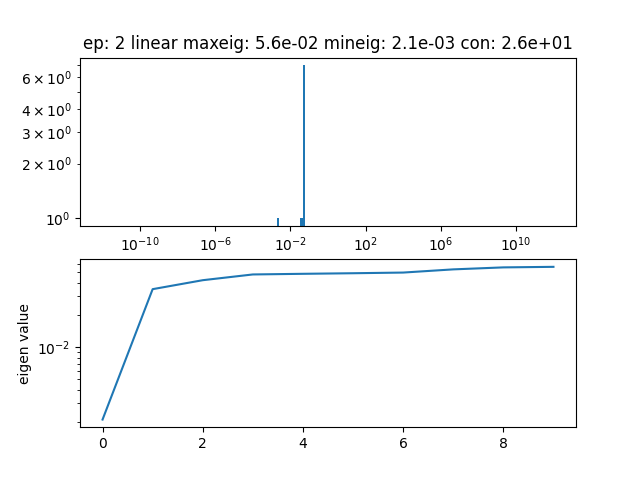 ep: 2 linear maxeig: 5.6e-02 mineig: 2.1e-03 con: 2.6e+01
6 × 10⁰
4 × 10⁰
3 × 10⁰
2 × 10⁰
10⁰
10⁻¹⁰ 10⁻⁶ 10⁻² 10² 10⁶ 10¹⁰
eigen value
10⁻²
0 2 4 6 8